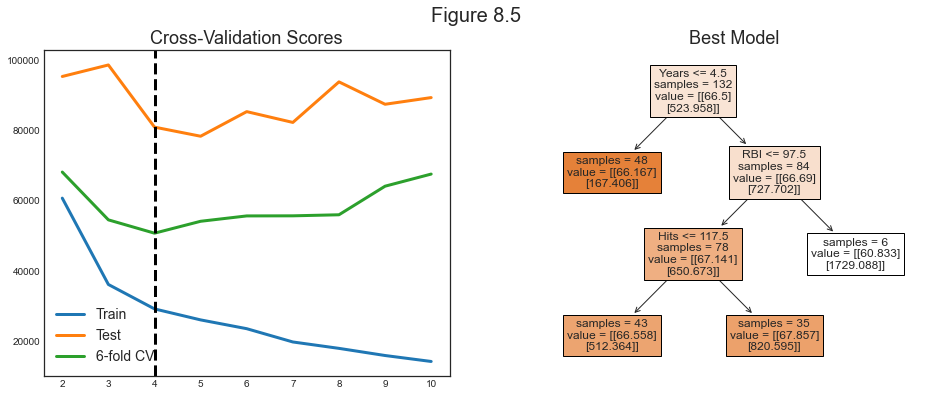 Figure 8.5
Cross-Validation Scores
100000
80000
60000
40000
20000
Train
Test
6-fold CV
2 3 4 5 6 7 8 9 10
Best Model
Years <= 4.5
samples = 132
value = [[66.5]
[523.958]]
samples = 48
value = [[66.167]
[167.406]]
RBI <= 97.5
samples = 84
value = [[66.69]
[727.702]]
Hits <= 117.5
samples = 78
value = [[67.141]
[650.673]]
samples = 6
value = [[60.833]
[1729.088]]
samples = 43
value = [[66.558]
[512.364]]
samples = 35
value = [[67.857]
[820.595]]